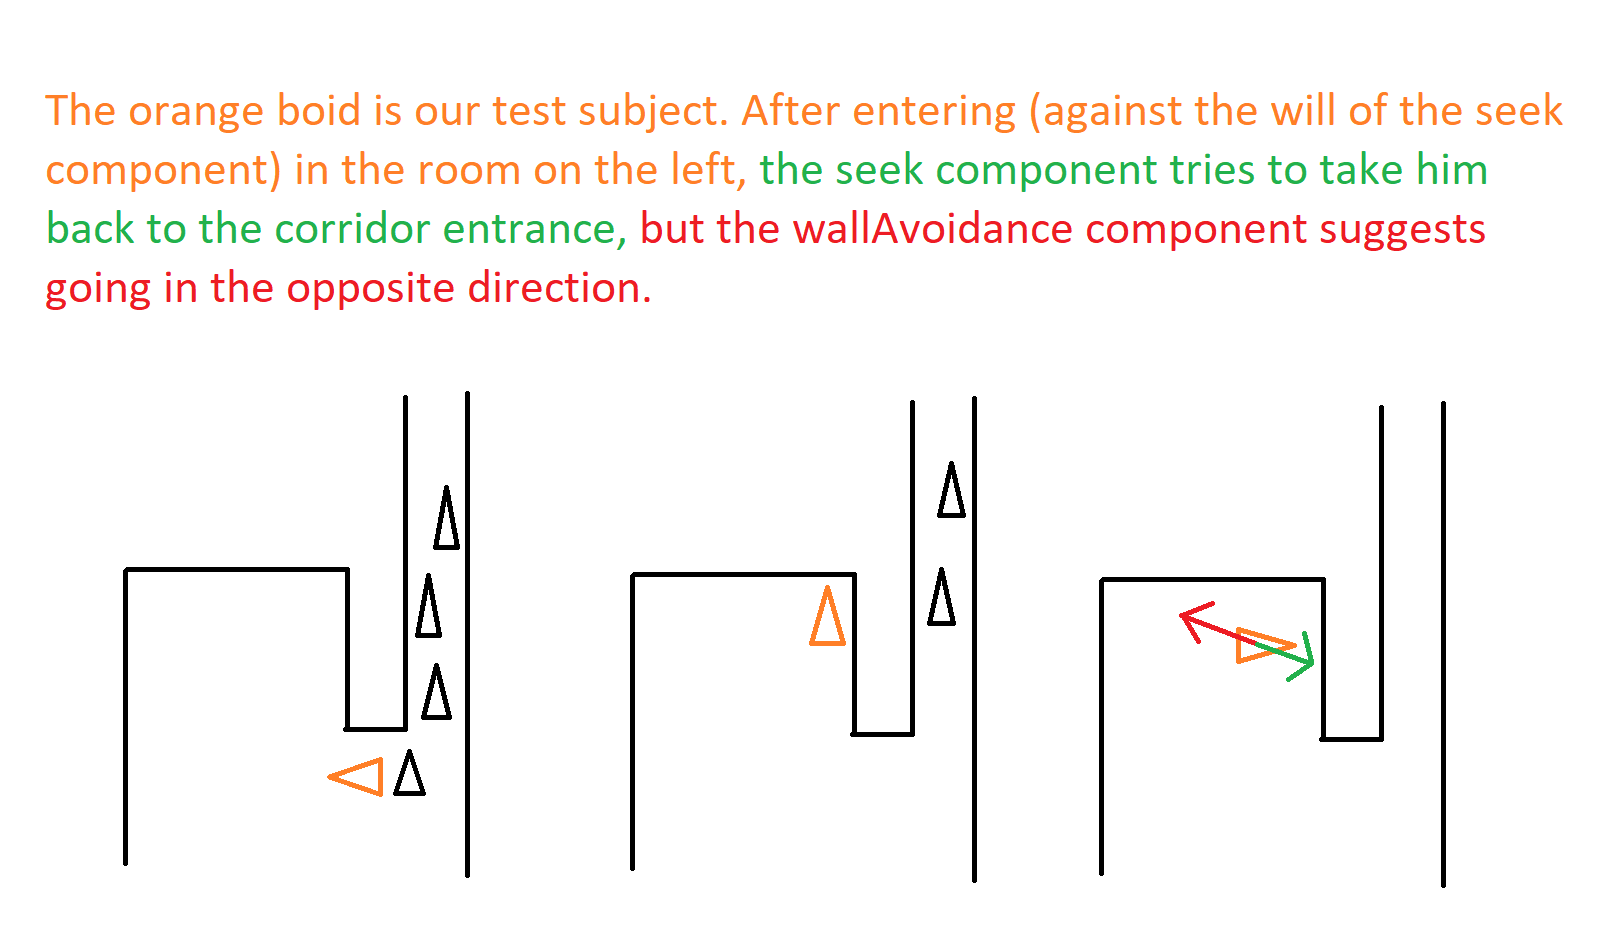 The orange boid is our test subject. After entering (against the will of the seek
component) in the room on the left, the seek component tries to take him
back to the corridor entrance, but the wallAvoidance component suggests
going in the opposite direction.